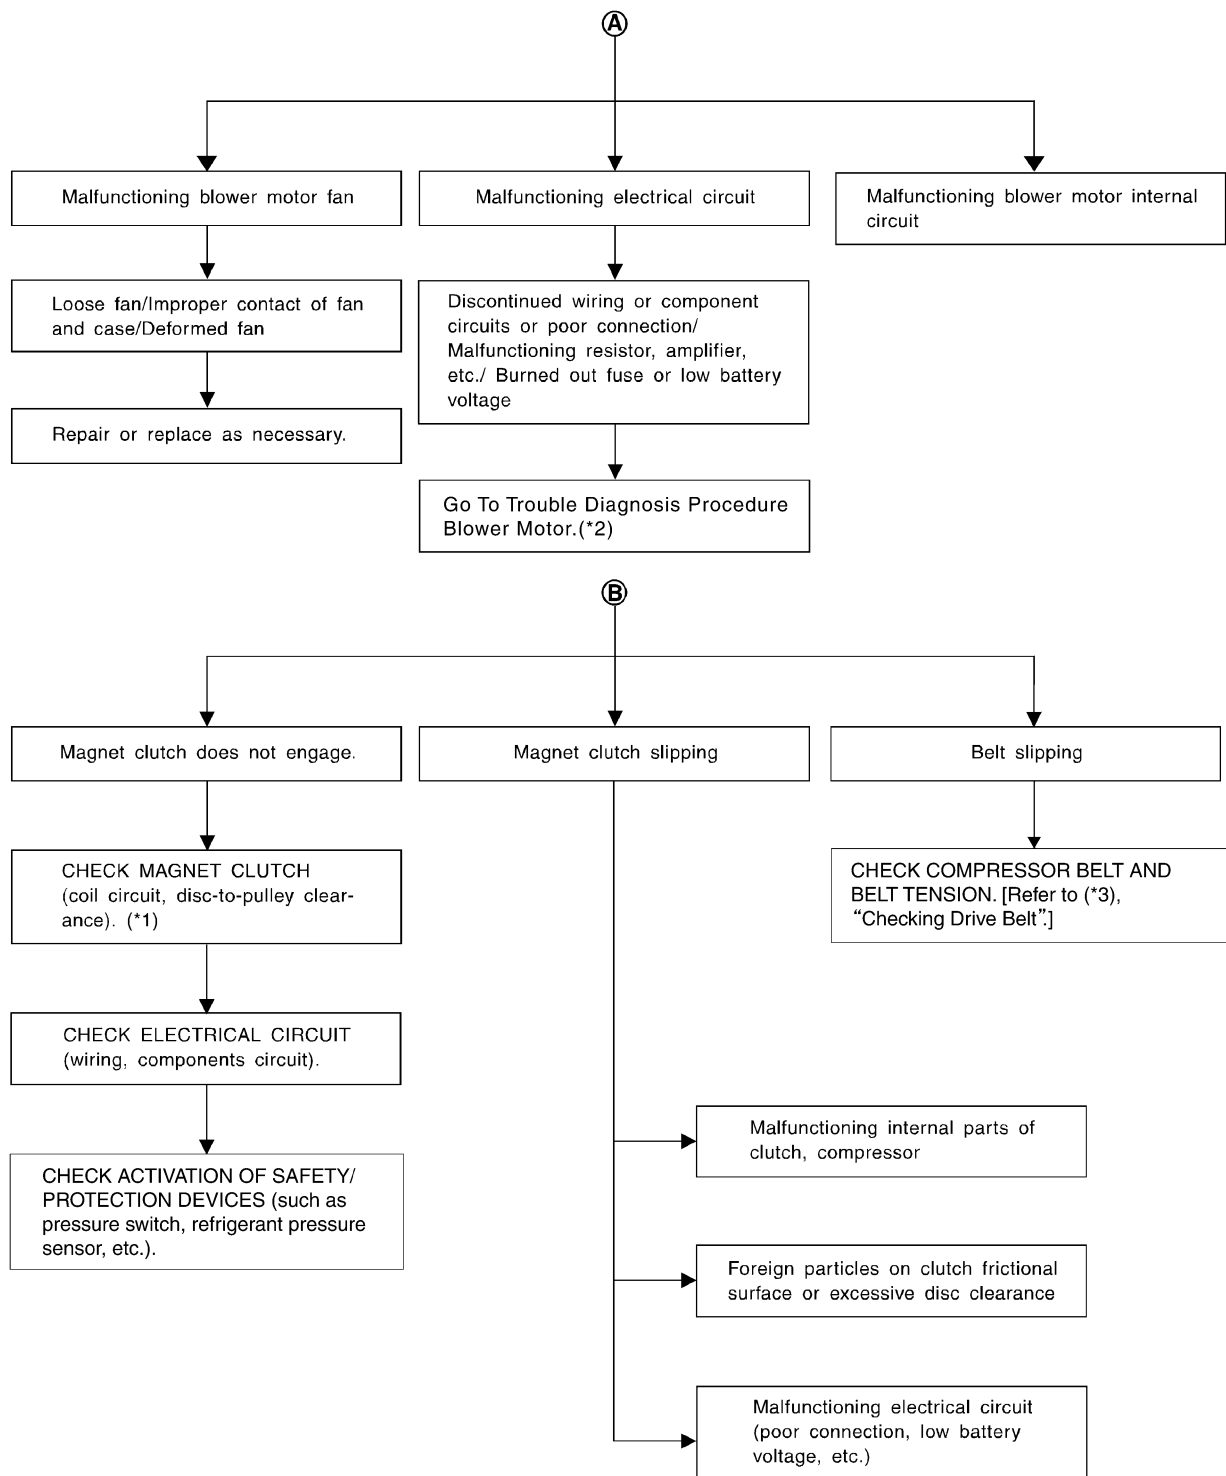 A
Malfunctioning blower motor fan
Malfunctioning electrical circuit
Malfunctioning blower motor internal
circuit
Loose fan/Improper contact of fan
and case/Deformed fan
Discontinued wiring or component
circuits or poor connection/
Malfunctioning resistor, amplifier,
etc./ Burned out fuse or low battery
voltage
Repair or replace as necessary.
Go To Trouble Diagnosis Procedure
Blower Motor.(*2)
B
Magnet clutch does not engage.
Magnet clutch slipping
Belt slipping
CHECK MAGNET CLUTCH
(coil circuit, disc-to-pulley clear-
ance). (*1)
CHECK COMPRESSOR BELT AND
BELT TENSION. [Refer to (*3),
“Checking Drive Belt”.]
CHECK ELECTRICAL CIRCUIT
(wiring, components circuit).
CHECK ACTIVATION OF SAFETY/
PROTECTION DEVICES (such as
pressure switch, refrigerant pressure
sensor, etc.).
Malfunctioning internal parts of
clutch, compressor
Foreign particles on clutch frictional
surface or excessive disc clearance
Malfunctioning electrical circuit
(poor connection, low battery
voltage, etc.)